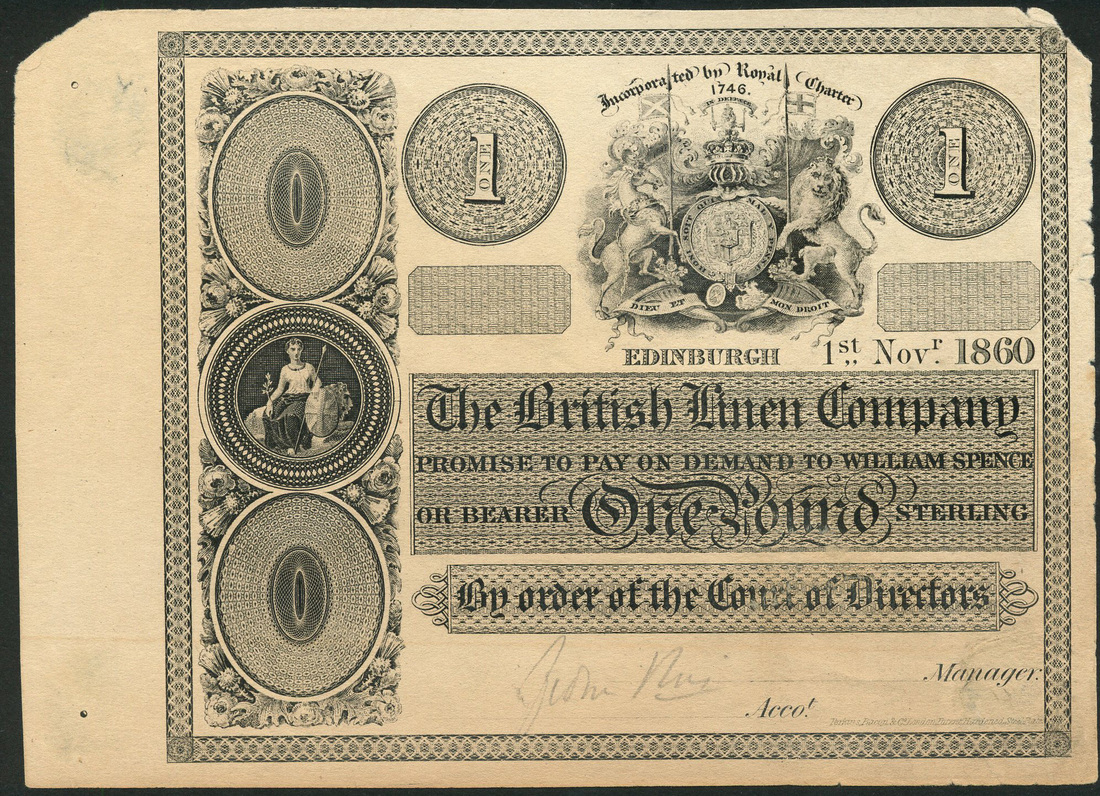 Incorporated by Royal Charter
1746.
1 ONE
1 ONE
DIEU ET MON DROIT
EDINBURGH 1st Novr. 1860
The British Linen Company
PROMISE TO PAY ON DEMAND TO WILLIAM SPENCE
OR BEARER One Pound STERLING
By order of the Court of Directors
John
Manager.
Accot.